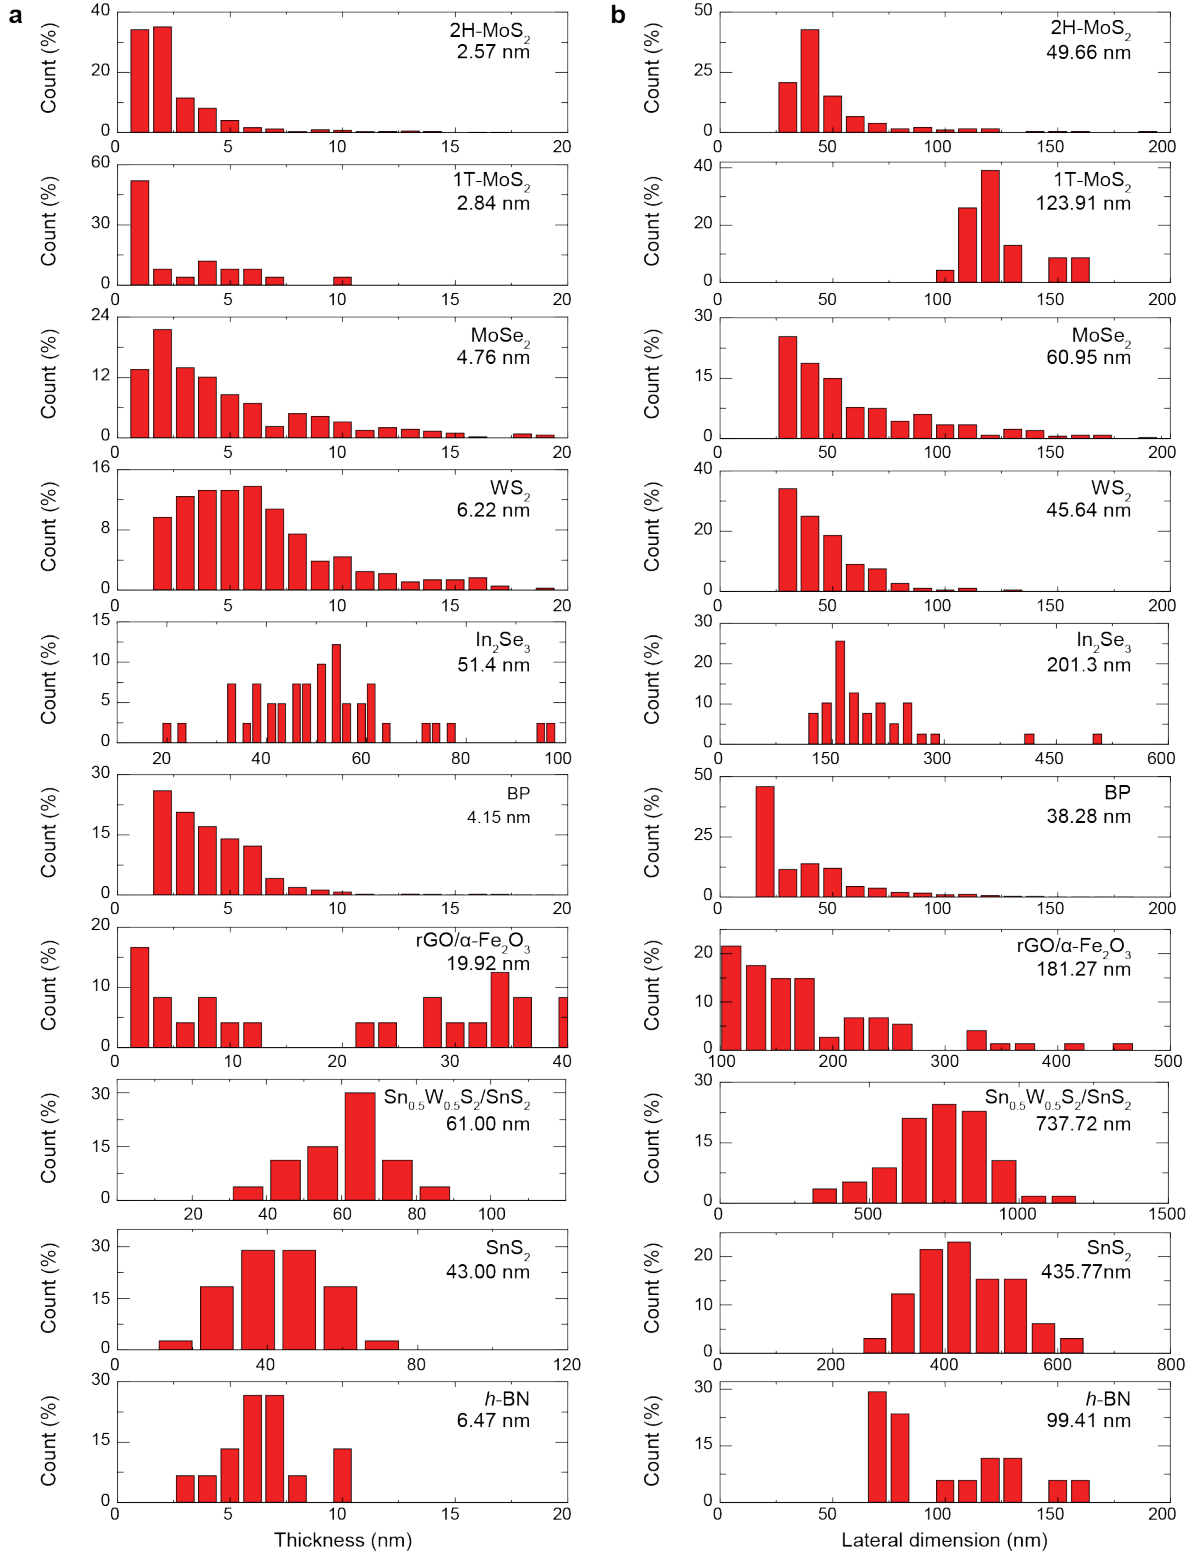 a
40
20
0
Count (%)
2H-MoS2
2.57 nm
0 5 10 15 20
60
30
0
Count (%)
1T-MoS2
2.84 nm
0 5 10 15 20
24
12
0
Count (%)
MoSe2
4.76 nm
0 5 10 15 20
16
8
0
Count (%)
WS2
6.22 nm
0 5 10 15 20
15
10
5
0
Count (%)
In2Se3
51.4 nm
20 40 60 80 100
30
15
0
Count (%)
BP
4.15 nm
0 5 10 15 20
20
10
0
Count (%)
rGO/α-Fe2O3
19.92 nm
0 10 20 30 40
30
15
0
Count (%)
Sn0.5W0.5S2/SnS2
61.00 nm
20 40 60 80 100
30
15
0
Count (%)
SnS2
43.00 nm
0 40 80 120
30
15
0
Count (%)
h-BN
6.47 nm
0 5 10 15 20
Thickness (nm)
b
50
25
0
Count (%)
2H-MoS2
49.66 nm
0 50 100 150 200
40
20
0
Count (%)
1T-MoS2
123.91 nm
0 50 100 150 200
30
15
0
Count (%)
MoSe2
60.95 nm
0 50 100 150 200
40
20
0
Count (%)
WS2
45.64 nm
0 50 100 150 200
30
20
10
0
Count (%)
In2Se3
201.3 nm
0 150 300 450 600
50
25
0
Count (%)
BP
38.28 nm
0 50 100 150 200
20
10
0
Count (%)
rGO/α-Fe2O3
181.27 nm
100 200 300 400 500
30
15
0
Count (%)
Sn0.5W0.5S2/SnS2
737.72 nm
0 500 1000 1500
20
10
0
Count (%)
SnS2
435.77nm
0 200 400 600 800
30
15
0
Count (%)
h-BN
99.41 nm
0 50 100 150 200
Lateral dimension (nm)